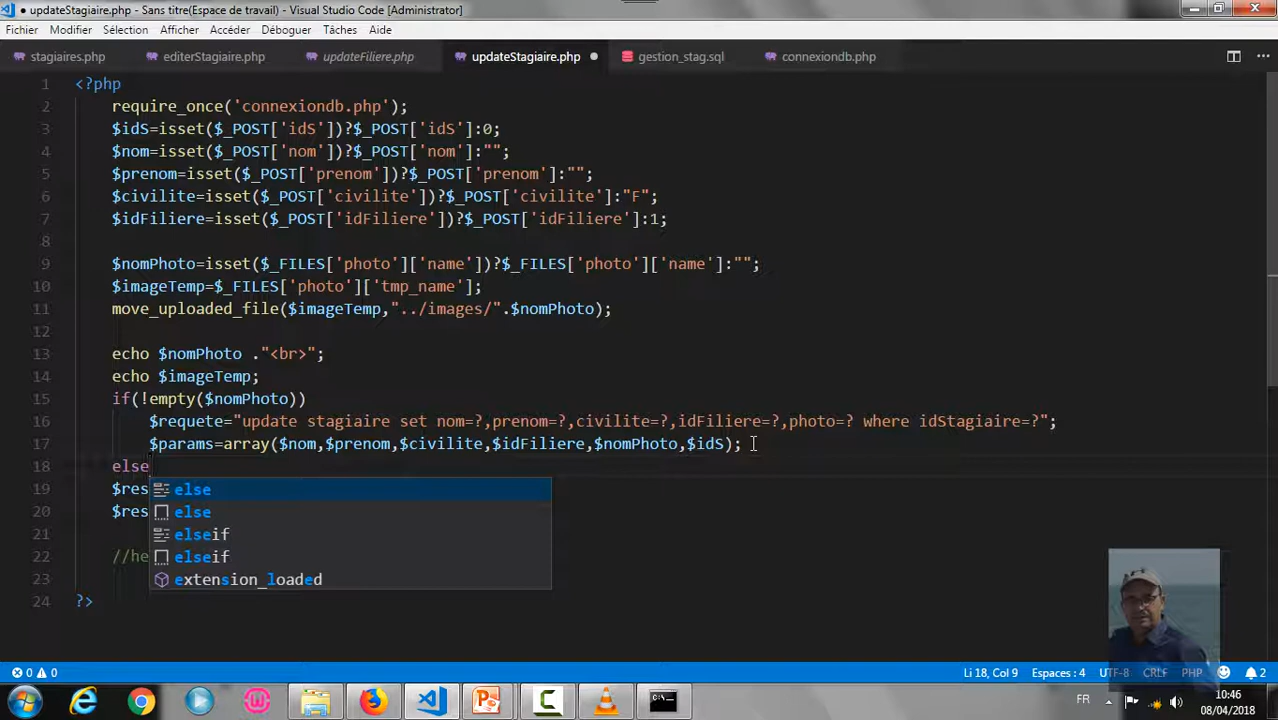 updateStagiaire.php - Sans titre(Espace de travail) - Visual Studio Code [Administrator]
Fichier Modifier Sélection Afficher Accéder Déboguer Tâches Aide
stagiaires.php editerStagiaire.php updateFiliere.php updateStagiaire.php gestion_stag.sql connexiondb.php
1 <?php
2 require_once('connexiondb.php');
3 $idS=isset($_POST['idS'])?$_POST['idS']:0;
4 $nom=isset($_POST['nom'])?$_POST['nom']:"";
5 $prenom=isset($_POST['prenom'])?$_POST['prenom']:"";
6 $civilite=isset($_POST['civilite'])?$_POST['civilite']:"F";
7 $idFiliere=isset($_POST['idFiliere'])?$_POST['idFiliere']:1;
8
9 $nomPhoto=isset($_FILES['photo']['name'])?$_FILES['photo']['name']:"";
10 $imageTemp=$_FILES['photo']['tmp_name'];
11 move_uploaded_file($imageTemp,"../images/".$nomPhoto);
12
13 echo $nomPhoto ."<br>";
14 echo $imageTemp;
15 if(!empty($nomPhoto))
16 $requete="update stagiaire set nom=?,prenom=?,civilite=?,idFiliere=?,photo=? where idStagiaire=?";
17 $params=array($nom,$prenom,$civilite,$idFiliere,$nomPhoto,$idS);
18 else
19 $res else
20 $res else
21 elseif
22 //he elseif
23 extension_loaded
24 ?>
0 0 Li 18, Col 9 Espaces : 4 UTF-8 CRLF PHP 2
FR 10:46
08/04/2018